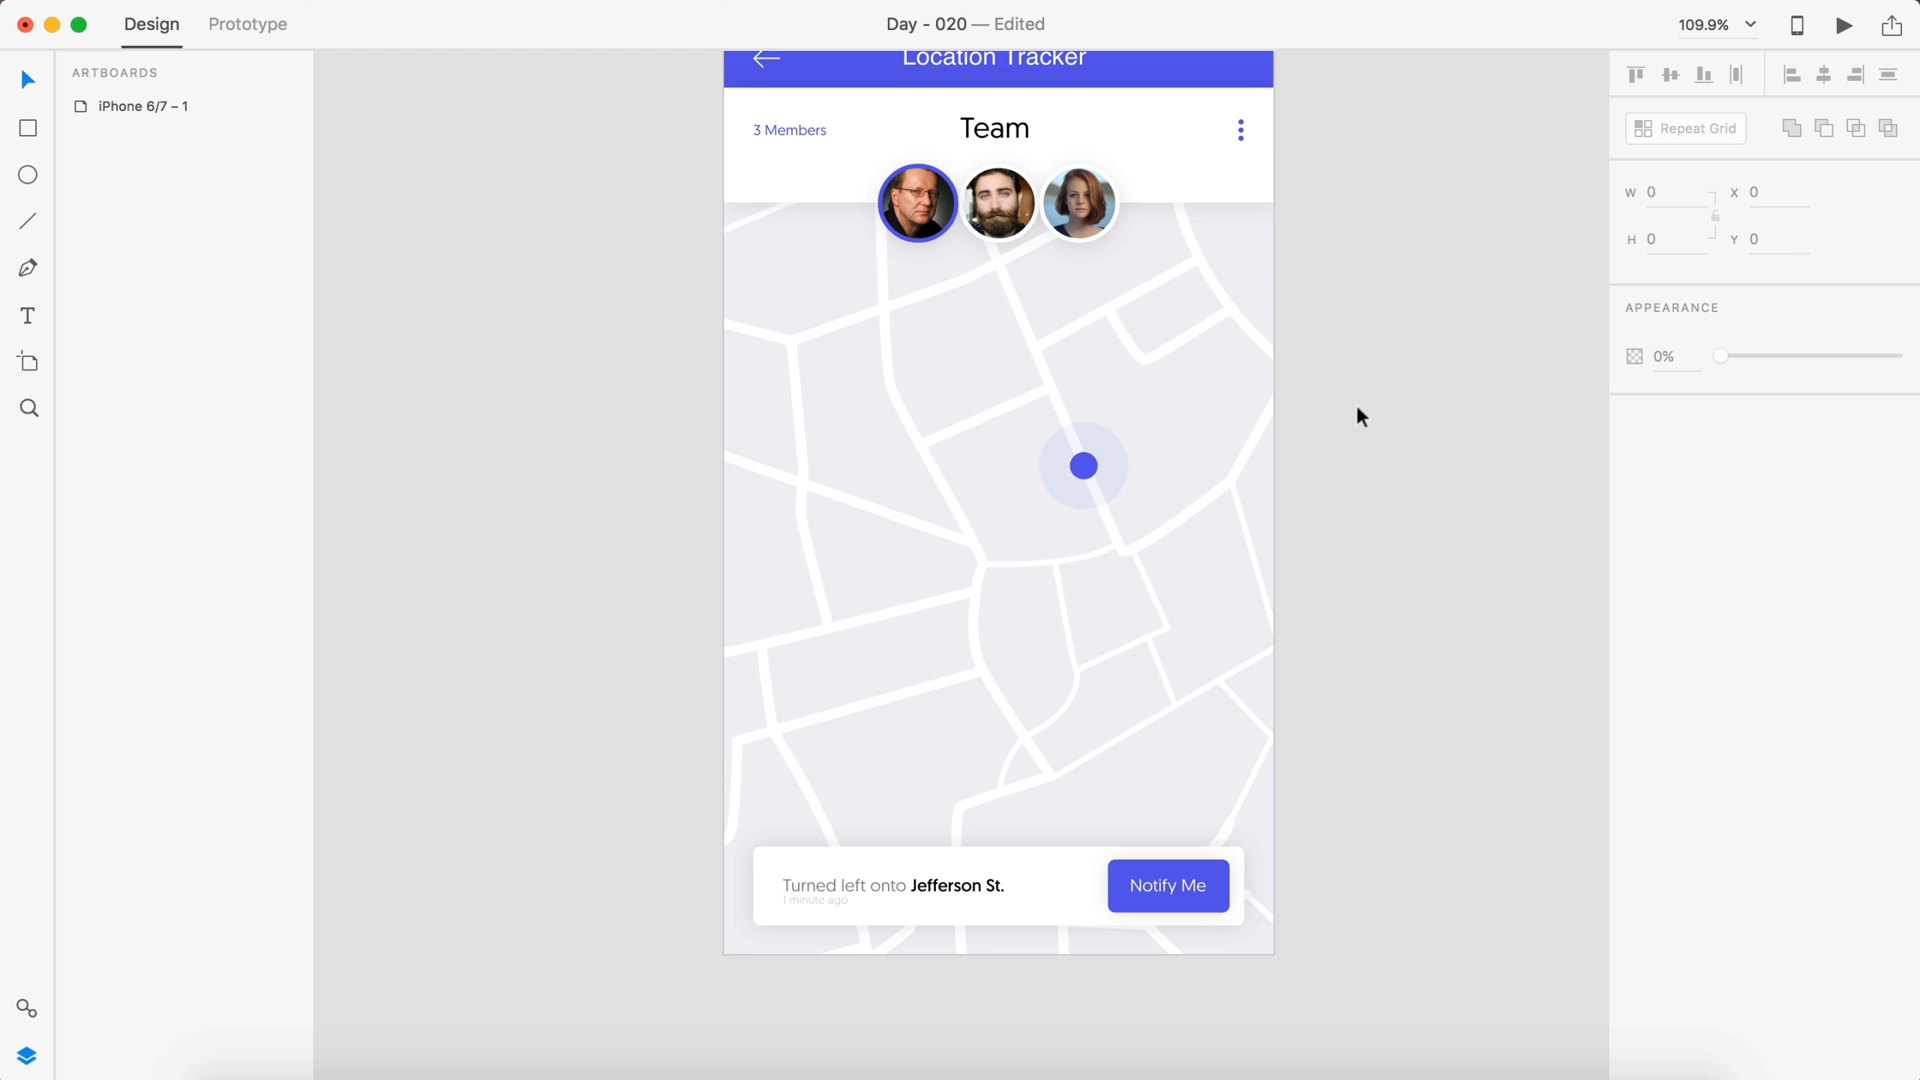 Design
Prototype
Day - 020 — Edited
109.9%
ARTBOARDS
iPhone 6/7 – 1
Location Tracker
3 Members
Team
Turned left onto Jefferson St.
1 minute ago
Notify Me
Repeat Grid
W 0
X 0
H 0
Y 0
APPEARANCE
0%